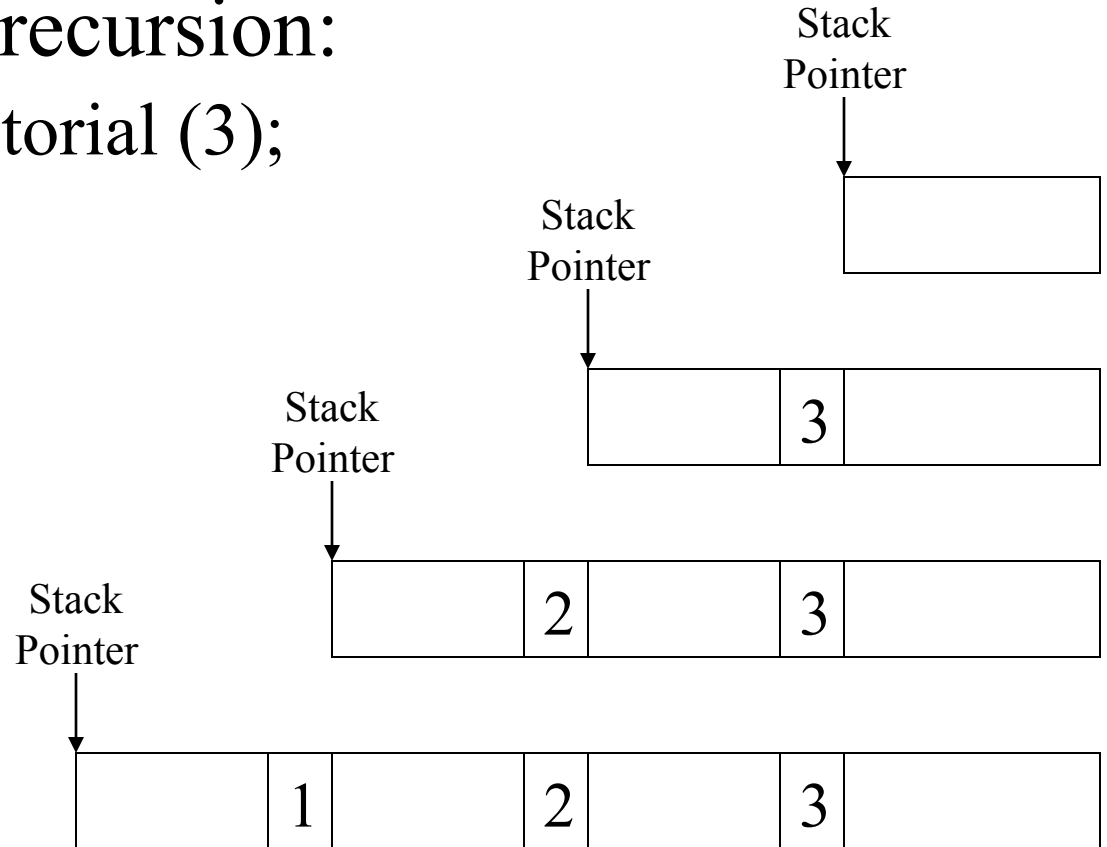 recursion:
torial (3);
Stack
Pointer
Stack
Pointer
3
Stack
Pointer
2 3
Stack
Pointer
1 2 3